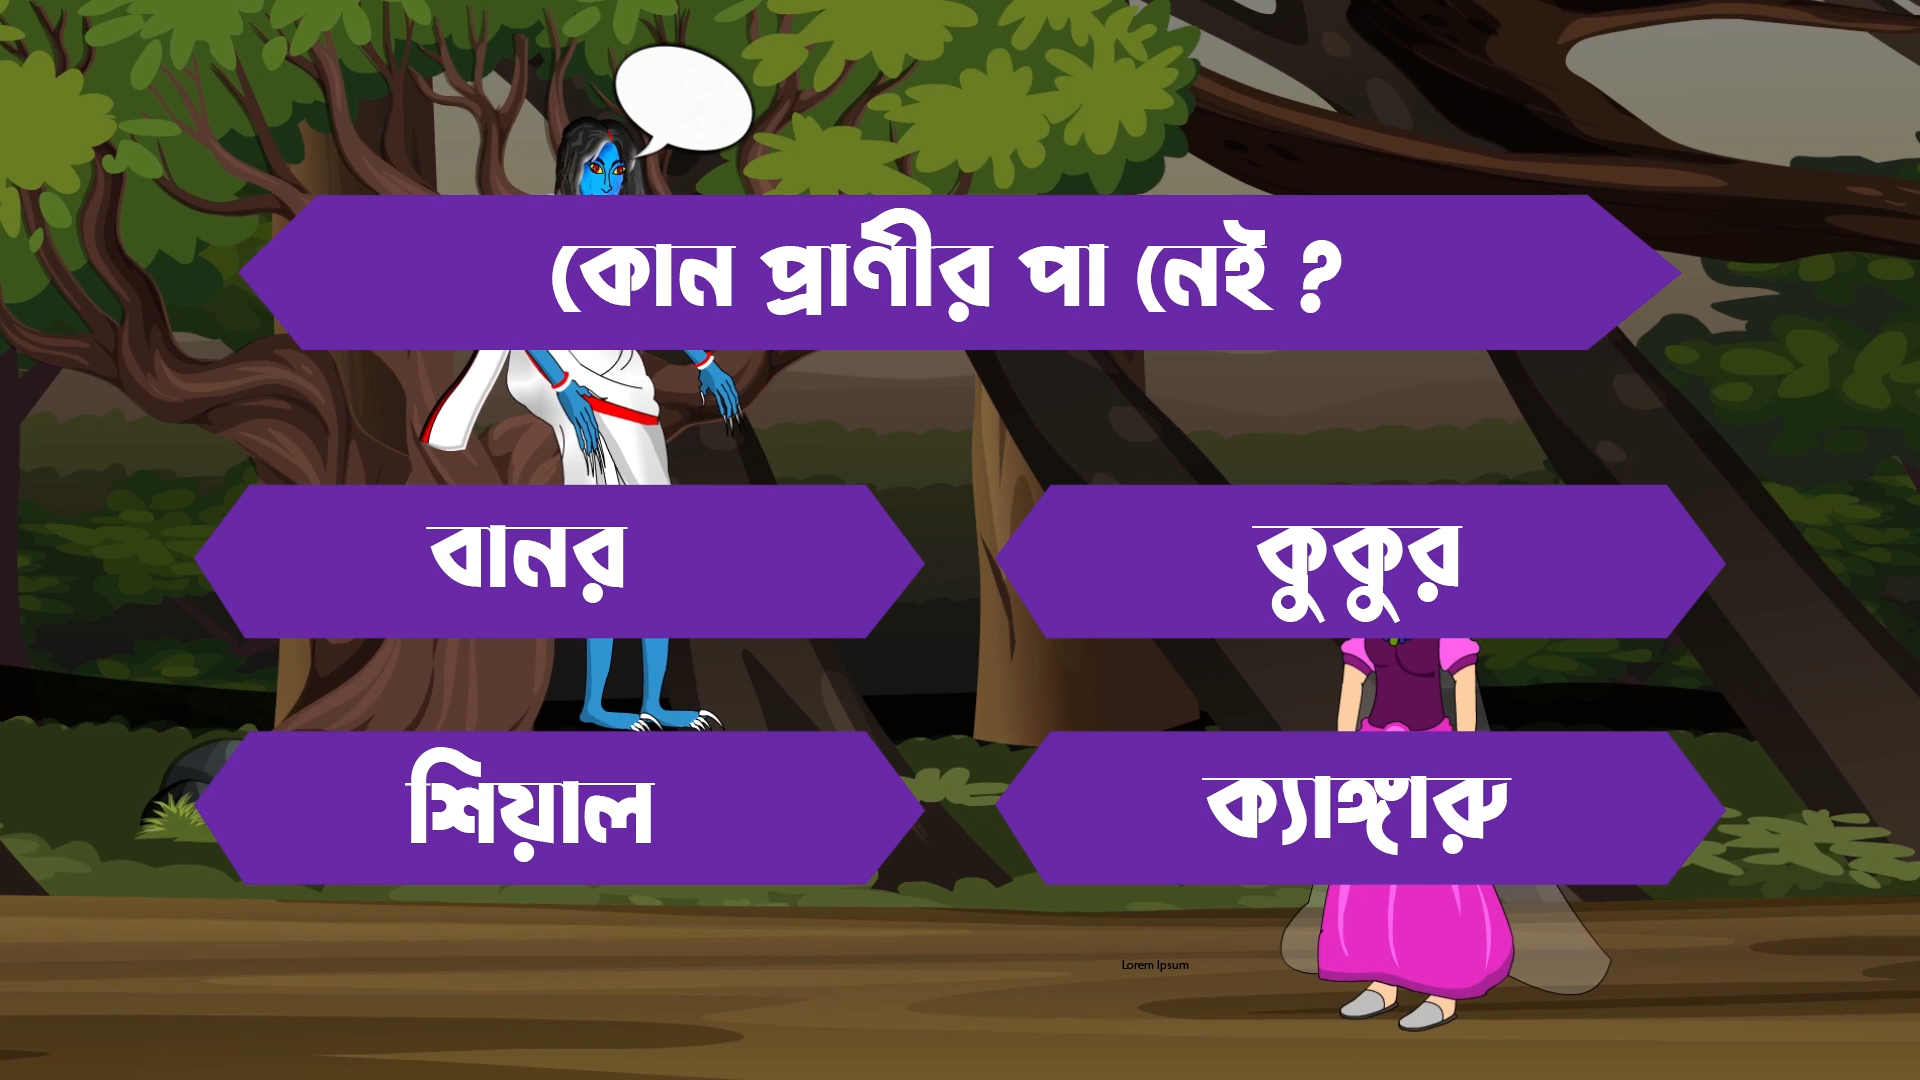 কোন প্রাণীর পা নেই ?
বানর
কুকুর
শিয়াল
ক্যাঙ্গারু
Lorem Ipsum